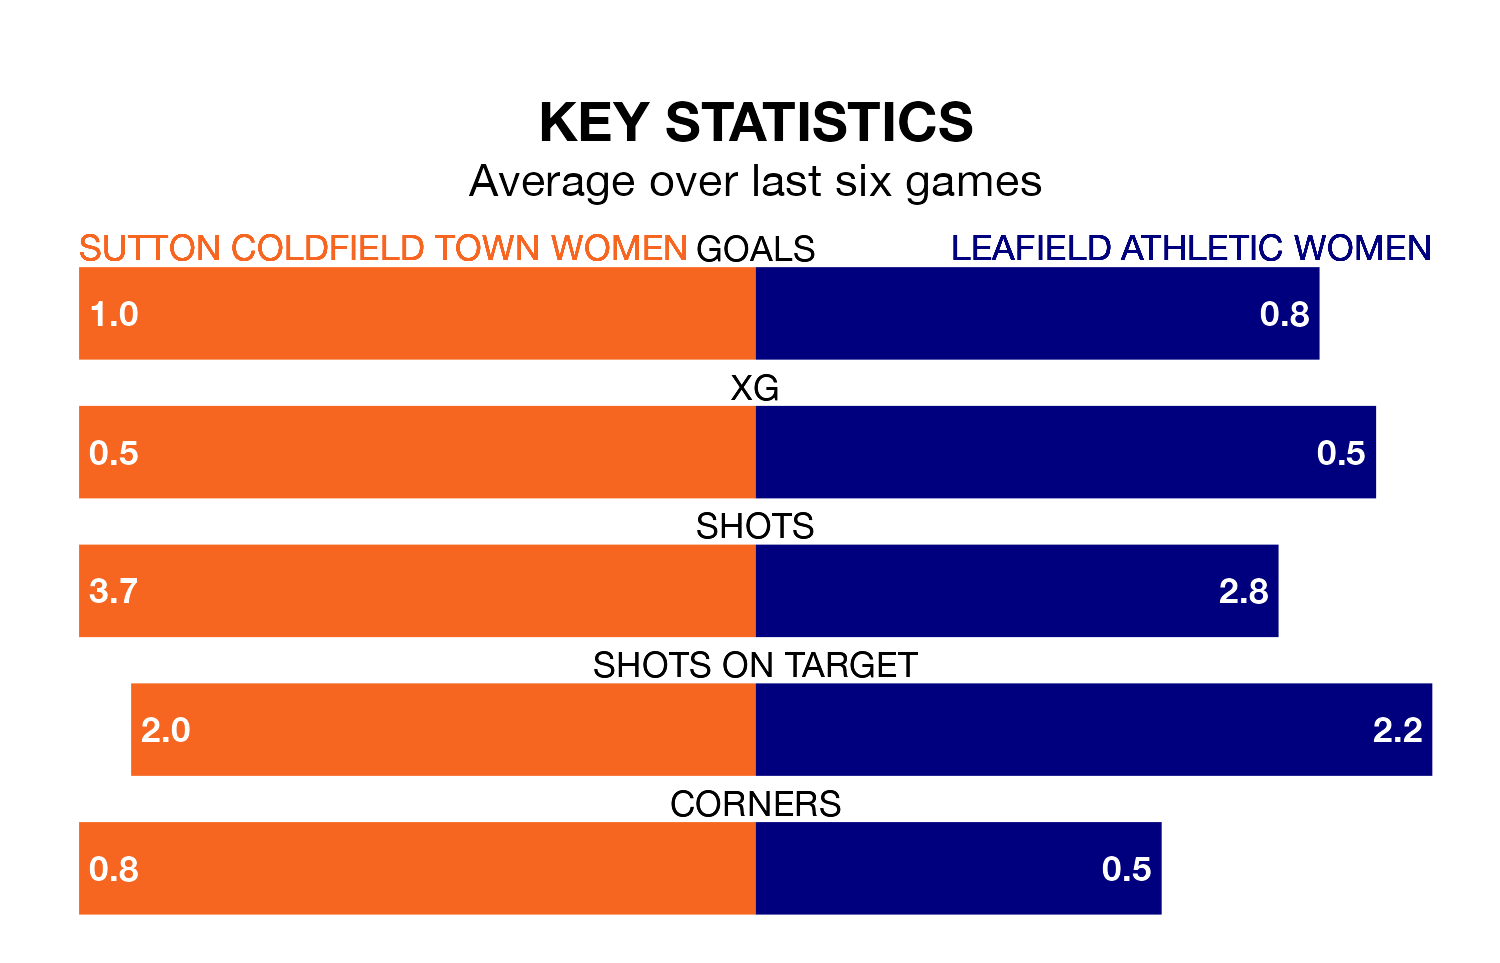 KEY STATISTICS
Average over last six games
SUTTON COLDFIELD TOWN WOMEN GOALS LEAFIELD ATHLETIC WOMEN
1.0 0.8
XG
0.5 0.5
SHOTS
3.7 2.8
SHOTS ON TARGET
2.0 2.2
CORNERS
0.8 0.5